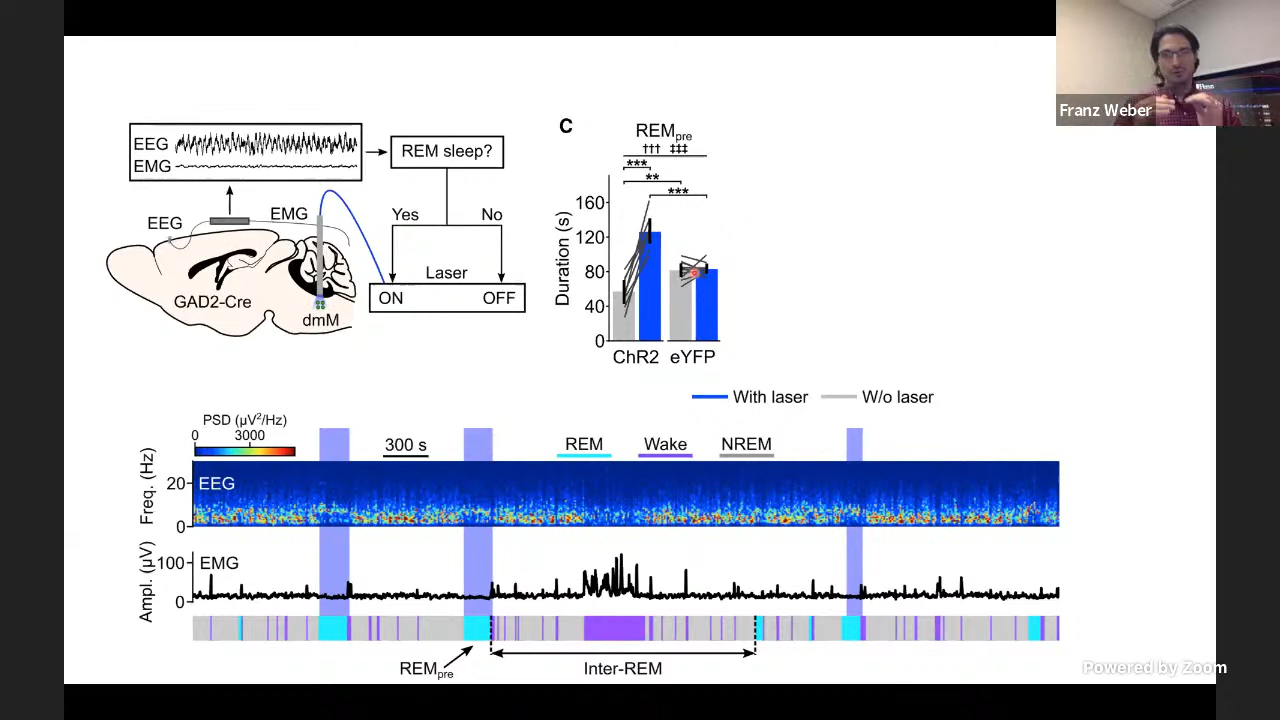 Franz Weber
EEG
EMG
REM sleep?
EEG
EMG
Yes
No
Laser
ON
OFF
GAD2-Cre
dmM
C
REMpre
††† ‡‡‡
***
**
***
Duration (s)
160
120
80
40
0
ChR2 eYFP
With laser
W/o laser
PSD (µV²/Hz)
0 3000
300 s
REM
Wake
NREM
Freq. (Hz)
20
0
EEG
Ampl. (µV)
100
0
EMG
REMpre
Inter-REM
Powered by Zoom